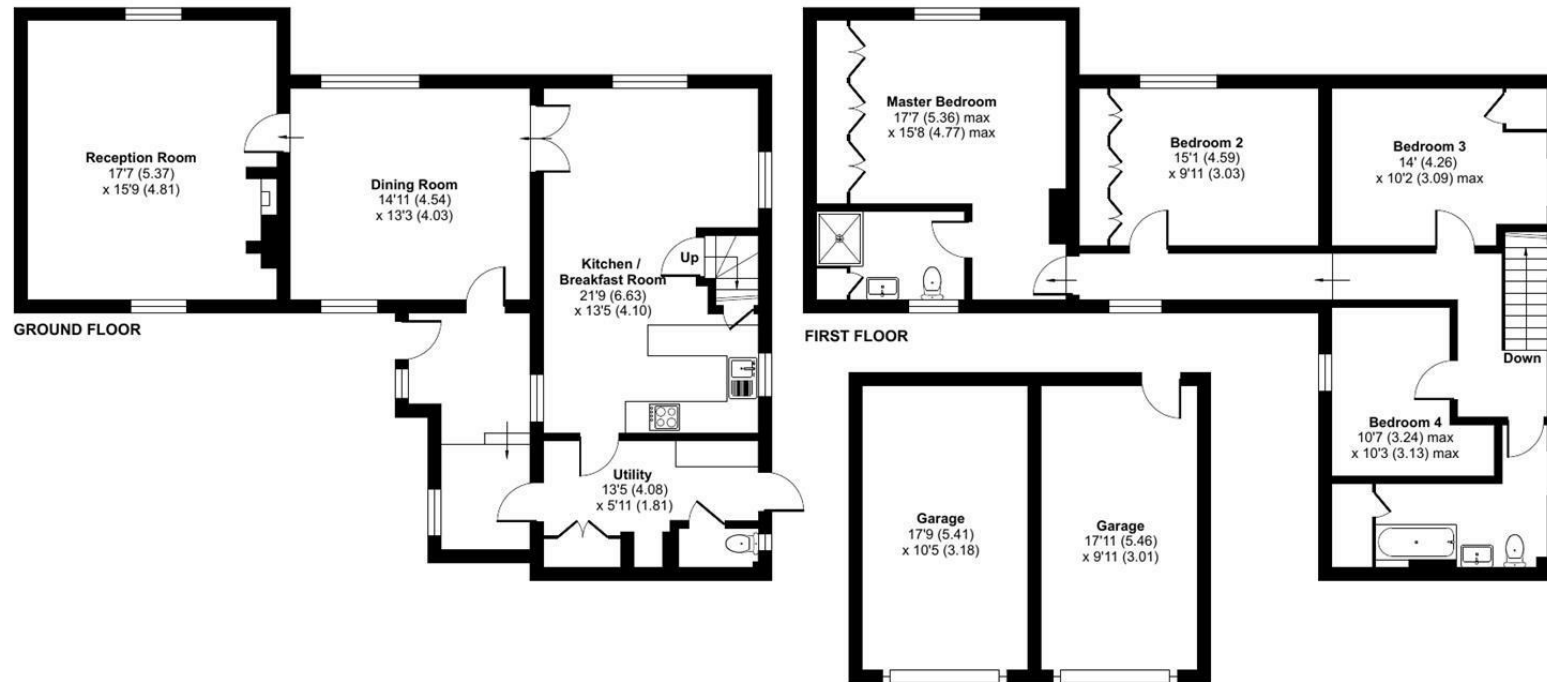 Reception Room
17'7 (5.37)
x 15'9 (4.81)
Dining Room
14'11 (4.54)
x 13'3 (4.03)
Kitchen /
Breakfast Room
21'9 (6.63)
x 13'5 (4.10)
Up
Utility
13'5 (4.08)
x 5'11 (1.81)
GROUND FLOOR
Master Bedroom
17'7 (5.36) max
x 15'8 (4.77) max
Bedroom 2
15'1 (4.59)
x 9'11 (3.03)
Bedroom 3
14' (4.26)
x 10'2 (3.09) max
Down
Bedroom 4
10'7 (3.24) max
x 10'3 (3.13) max
FIRST FLOOR
Garage
17'9 (5.41)
x 10'5 (3.18)
Garage
17'11 (5.46)
x 9'11 (3.01)